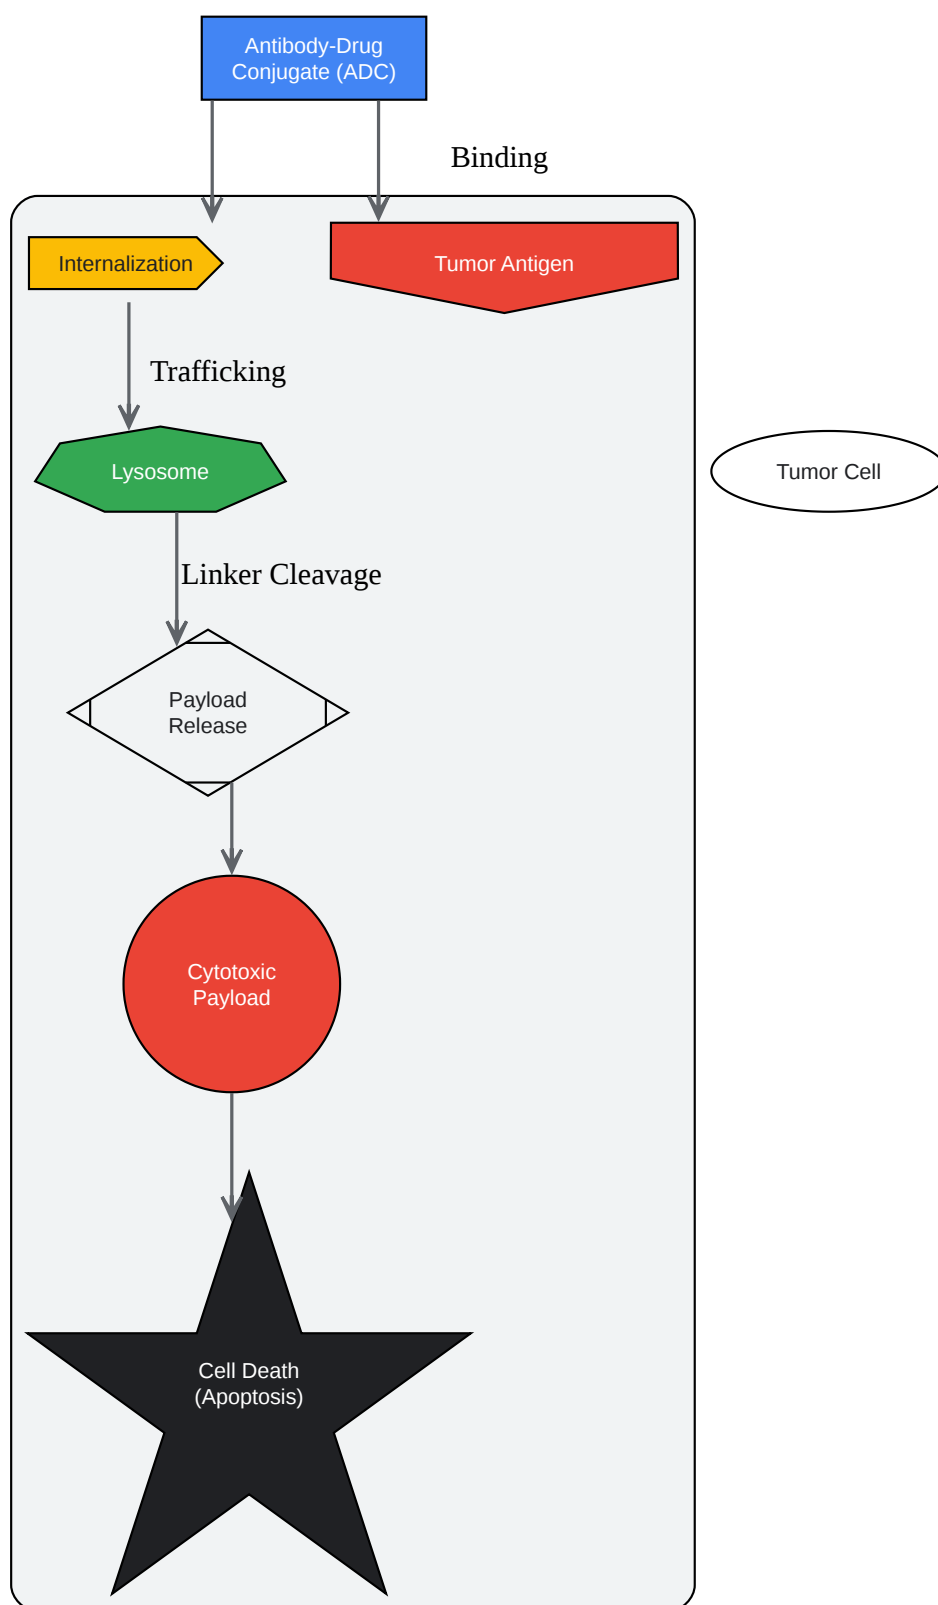 Antibody-Drug
Conjugate (ADC)
Binding
Internalization
Tumor Antigen
Trafficking
Lysosome
Tumor Cell
Linker Cleavage
Payload
Release
Cytotoxic
Payload
Cell Death
(Apoptosis)